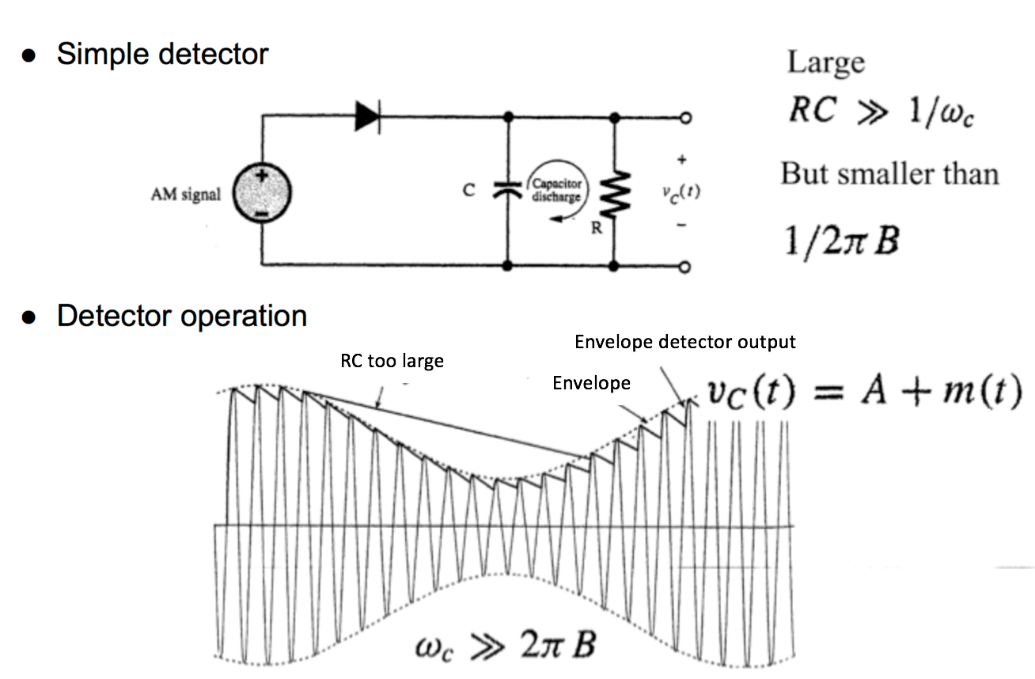 ● Simple detector
Large
RC ≫ 1/ω_c
But smaller than
1/2π B
AM signal
+
C
Capacitor
discharge
R
+
v_c(t)
−
● Detector operation
Envelope detector output
RC too large
Envelope
v_C(t) = A + m(t)
ω_c ≫ 2π B